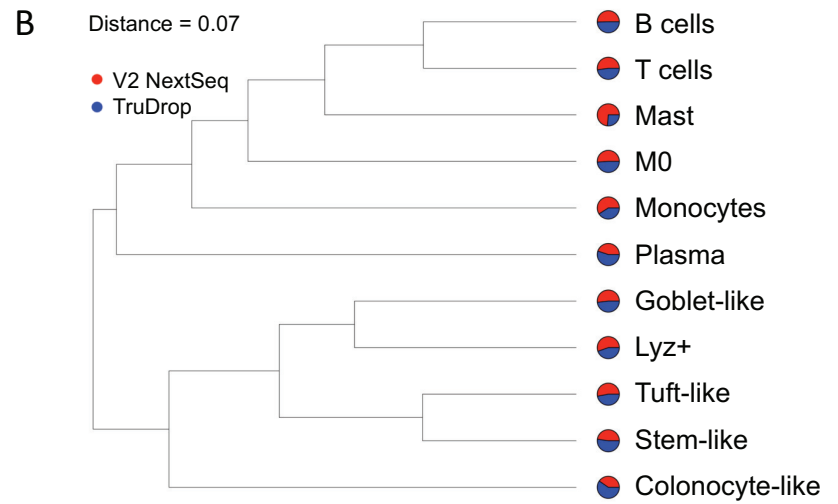 B
Distance = 0.07
V2 NextSeq
TruDrop
B cells
T cells
Mast
M0
Monocytes
Plasma
Goblet-like
Lyz+
Tuft-like
Stem-like
Colonocyte-like